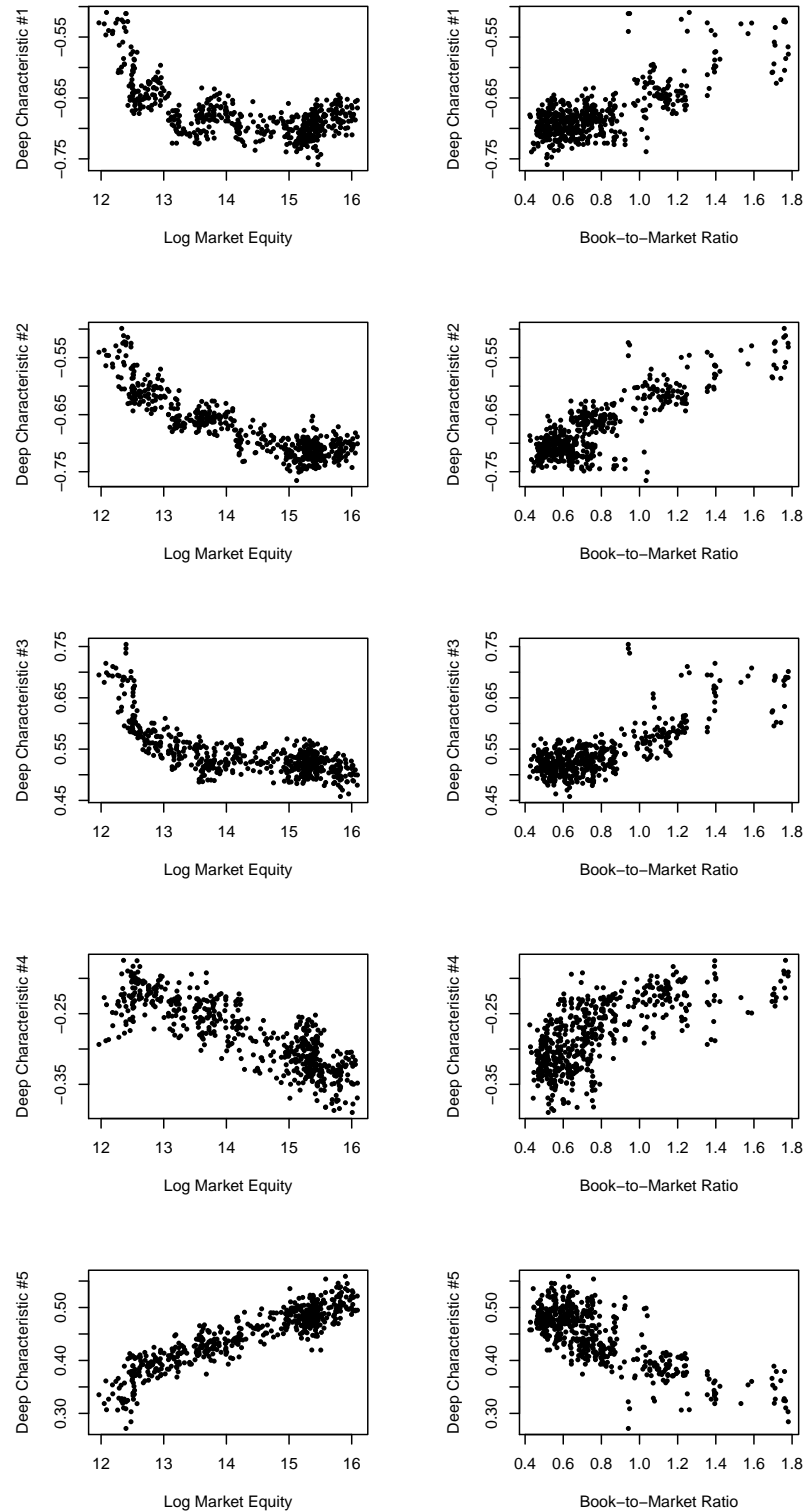 Deep Characteristic #1
−0.55
−0.65
−0.75
12 13 14 15 16
Log Market Equity
Deep Characteristic #1
−0.55
−0.65
−0.75
0.4 0.6 0.8 1.0 1.2 1.4 1.6 1.8
Book−to−Market Ratio
Deep Characteristic #2
−0.55
−0.65
−0.75
12 13 14 15 16
Log Market Equity
Deep Characteristic #2
−0.55
−0.65
−0.75
0.4 0.6 0.8 1.0 1.2 1.4 1.6 1.8
Book−to−Market Ratio
Deep Characteristic #3
0.75
0.65
0.55
0.45
12 13 14 15 16
Log Market Equity
Deep Characteristic #3
0.75
0.65
0.55
0.45
0.4 0.6 0.8 1.0 1.2 1.4 1.6 1.8
Book−to−Market Ratio
Deep Characteristic #4
−0.25
−0.35
12 13 14 15 16
Log Market Equity
Deep Characteristic #4
−0.25
−0.35
0.4 0.6 0.8 1.0 1.2 1.4 1.6 1.8
Book−to−Market Ratio
Deep Characteristic #5
0.50
0.40
0.30
12 13 14 15 16
Log Market Equity
Deep Characteristic #5
0.50
0.40
0.30
0.4 0.6 0.8 1.0 1.2 1.4 1.6 1.8
Book−to−Market Ratio